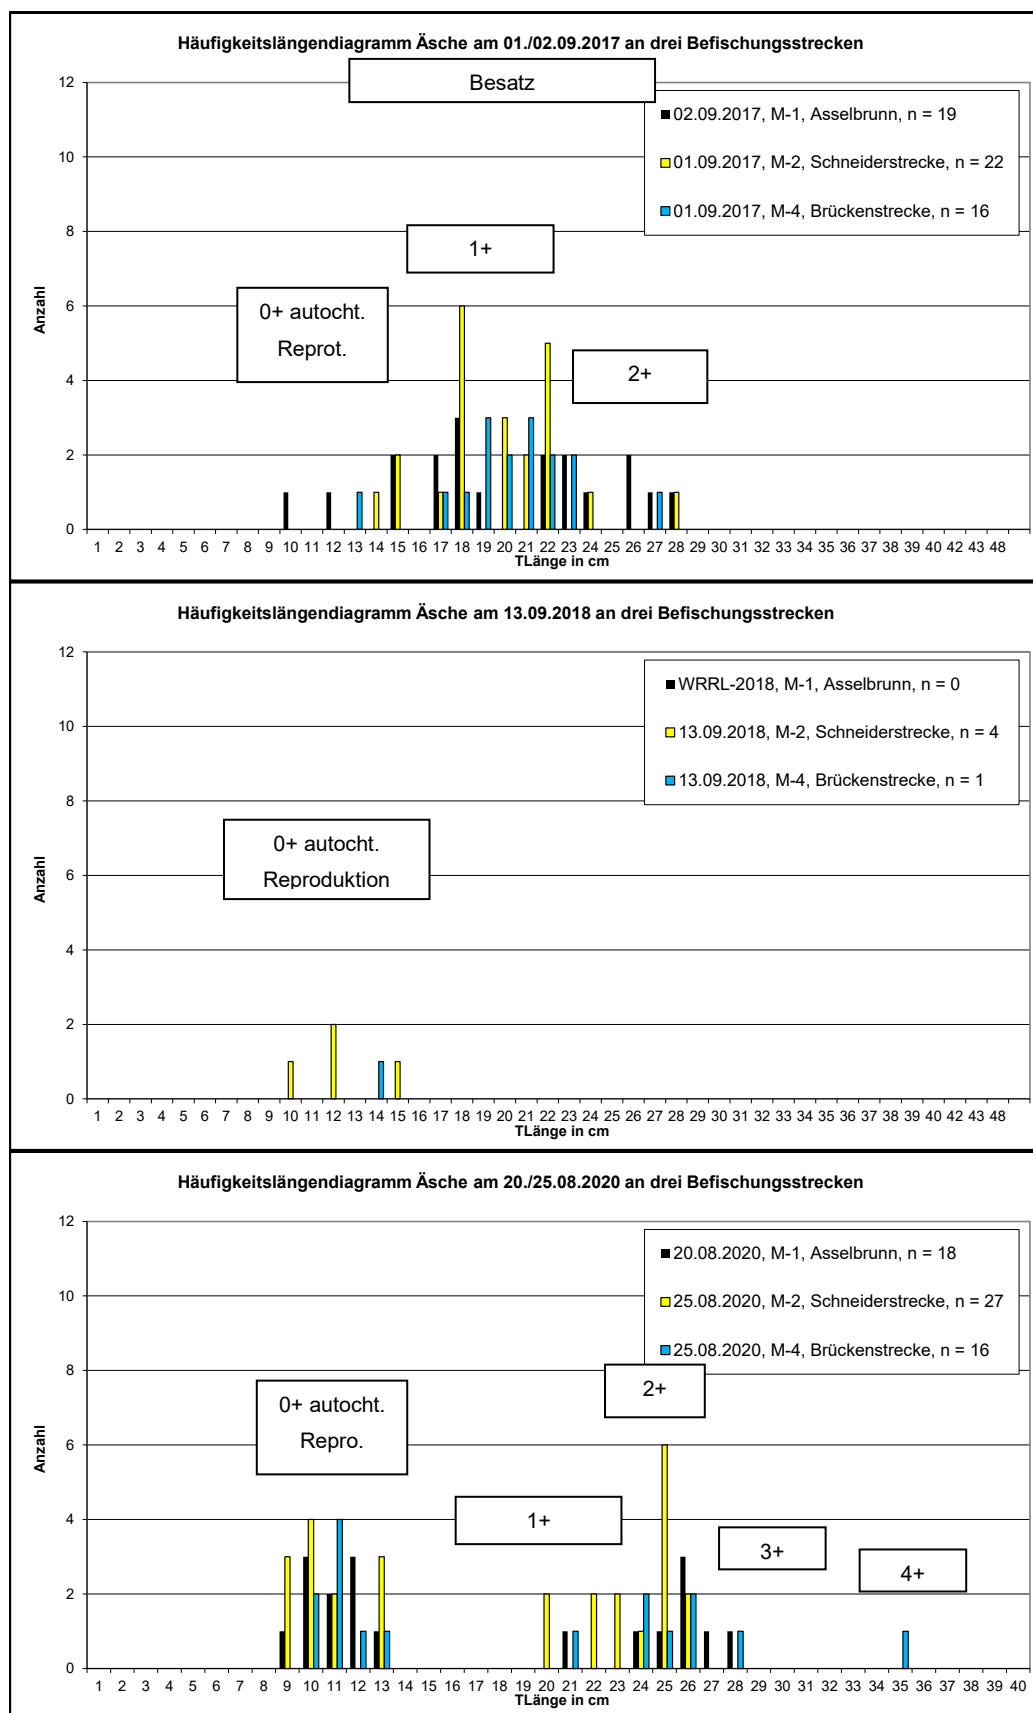 Häufigkeitslängendiagramm Äsche am 01./02.09.2017 an drei Befischungsstrecken
Besatz
02.09.2017, M-1, Asselbrunn, n = 19
01.09.2017, M-2, Schneiderstrecke, n = 22
01.09.2017, M-4, Brückenstrecke, n = 16
1+
0+ autocht.
Reprot.
2+
Anzahl
12
10
8
6
4
2
0
1 2 3 4 5 6 7 8 9 10 11 12 13 14 15 16 17 18 19 20 21 22 23 24 25 26 27 28 29 30 31 32 33 34 35 36 37 39 40 42 43 48
TLänge in cm
Häufigkeitslängendiagramm Äsche am 13.09.2018 an drei Befischungsstrecken
WRRL-2018, M-1, Asselbrunn, n = 0
13.09.2018, M-2, Schneiderstrecke, n = 4
13.09.2018, M-4, Brückenstrecke, n = 1
0+ autocht.
Reproduktion
Anzahl
12
10
8
6
4
2
0
1 2 3 4 5 6 7 8 9 10 11 12 13 14 15 16 17 18 19 20 21 22 23 24 25 26 27 28 29 30 31 32 33 34 35 36 37 39 40 42 43 48
TLänge in cm
Häufigkeitslängendiagramm Äsche am 20./25.08.2020 an drei Befischungsstrecken
20.08.2020, M-1, Asselbrunn, n = 18
25.08.2020, M-2, Schneiderstrecke, n = 27
25.08.2020, M-4, Brückenstrecke, n = 16
2+
0+ autocht.
Repro.
1+
3+
4+
Anzahl
12
10
8
6
4
2
0
1 2 3 4 5 6 7 8 9 10 11 12 13 14 15 16 17 18 19 20 21 22 23 24 25 26 27 28 29 30 31 32 33 34 35 36 37 38 39 40
TLänge in cm